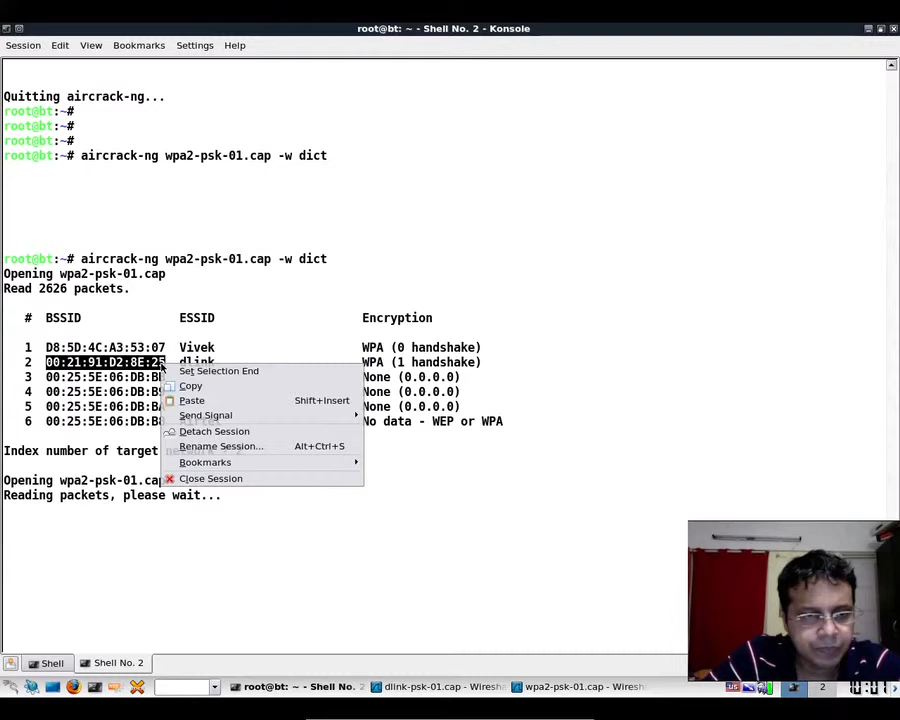 root@bt: ~ - Shell No. 2 - Konsole
Session Edit View Bookmarks Settings Help
Quitting aircrack-ng...
root@bt:~#
root@bt:~#
root@bt:~#
root@bt:~# aircrack-ng wpa2-psk-01.cap -w dict
root@bt:~# aircrack-ng wpa2-psk-01.cap -w dict
Opening wpa2-psk-01.cap
Read 2626 packets.
# BSSID ESSID Encryption
1 D8:5D:4C:A3:53:07 Vivek WPA (0 handshake)
2 00:21:91:D2:8E:25 dlink WPA (1 handshake)
3 00:25:5E:06:DB: None (0.0.0.0)
4 00:25:5E:06:DB: None (0.0.0.0)
5 00:25:5E:06:DB: None (0.0.0.0)
6 00:25:5E:06:DB: Airtel No data - WEP or WPA
Set Selection End
Copy
Paste Shift+Insert
Send Signal
Detach Session
Rename Session... Alt+Ctrl+S
Bookmarks
Close Session
Index number of target network
Opening wpa2-psk-01.cap
Reading packets, please wait...
Shell Shell No. 2
root@bt: ~ - Shell No. 2 dlink-psk-01.cap - Wiresha wpa2-psk-01.cap - Wiresh us 2 10:01